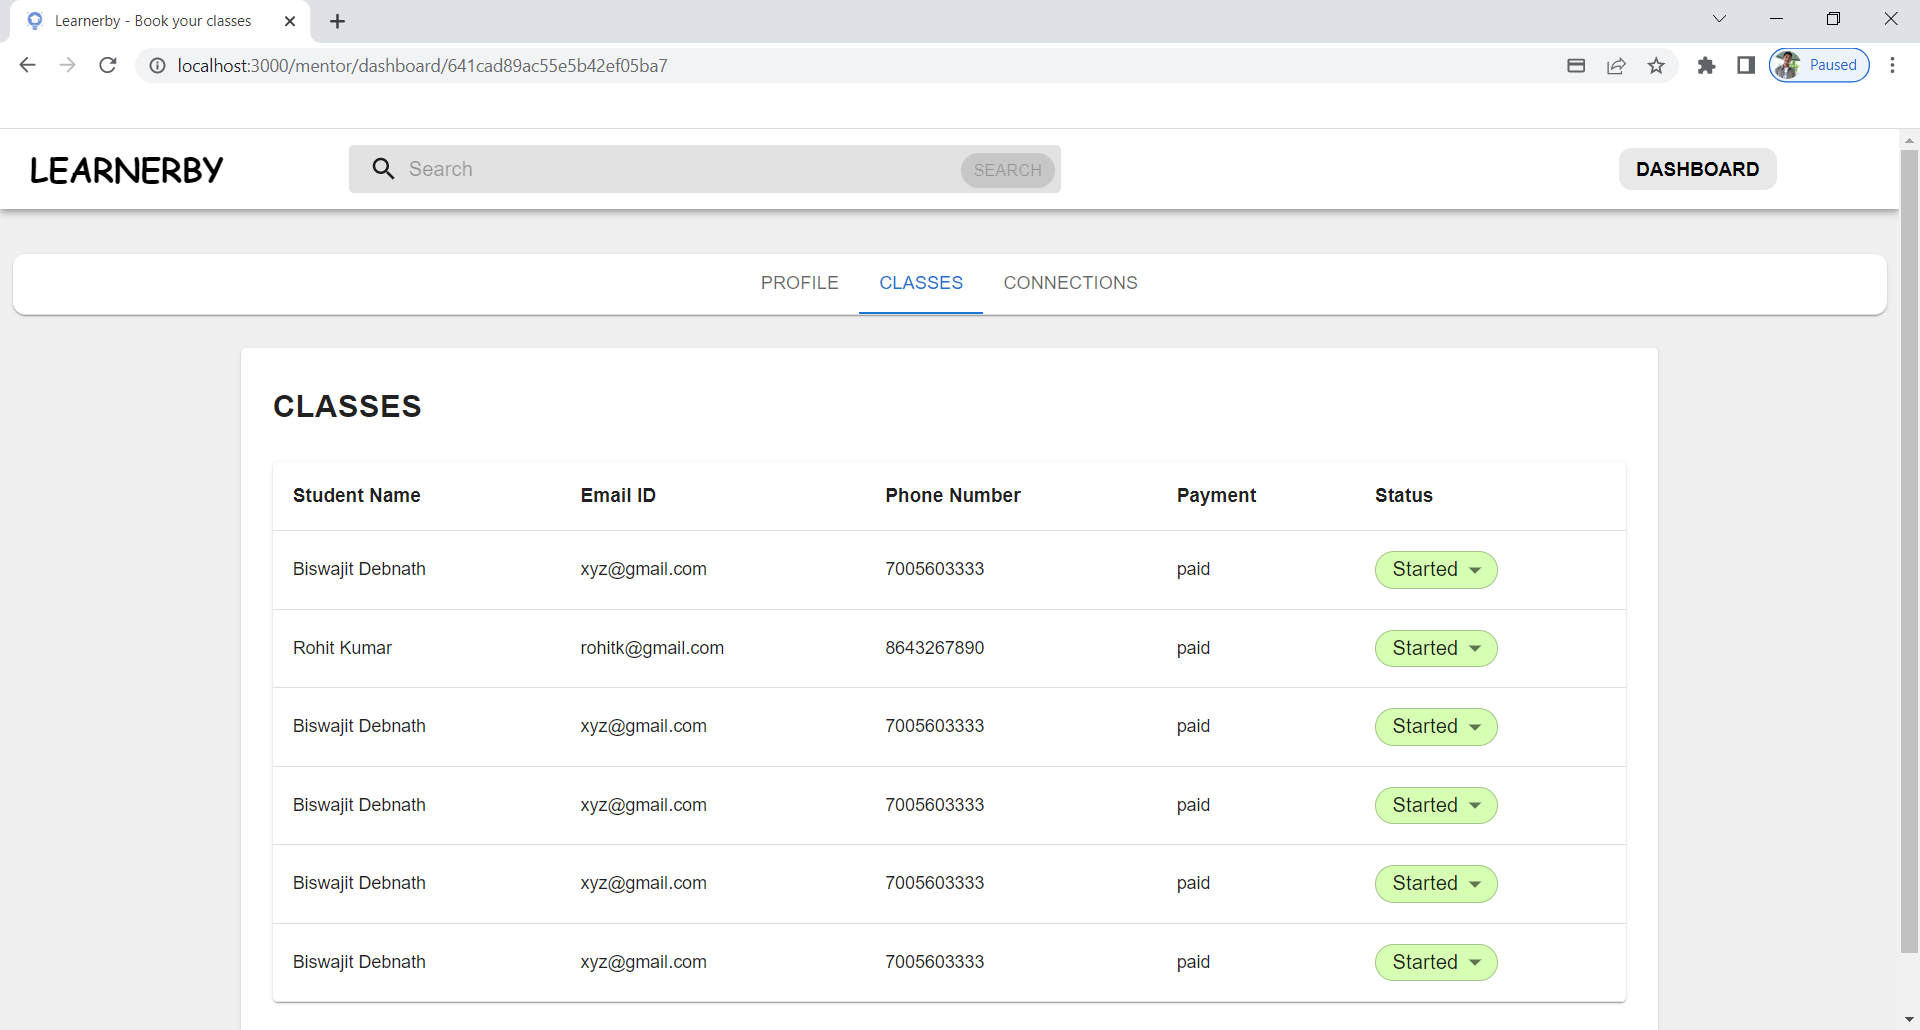 Learnerby - Book your classes
localhost:3000/mentor/dashboard/641cad89ac55e5b42ef05ba7
Paused
LEARNERBY
Search
SEARCH
DASHBOARD
PROFILE CLASSES CONNECTIONS
CLASSES
Student Name Email ID Phone Number Payment Status
Biswajit Debnath xyz@gmail.com 7005603333 paid Started
Rohit Kumar rohitk@gmail.com 8643267890 paid Started
Biswajit Debnath xyz@gmail.com 7005603333 paid Started
Biswajit Debnath xyz@gmail.com 7005603333 paid Started
Biswajit Debnath xyz@gmail.com 7005603333 paid Started
Biswajit Debnath xyz@gmail.com 7005603333 paid Started